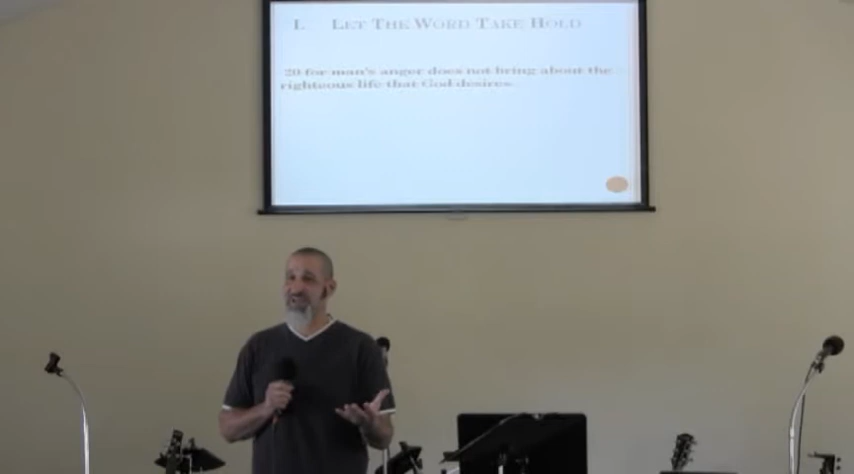 I. LET THE WORD TAKE HOLD
20 for man's anger does not bring about the
righteous life that God desires.